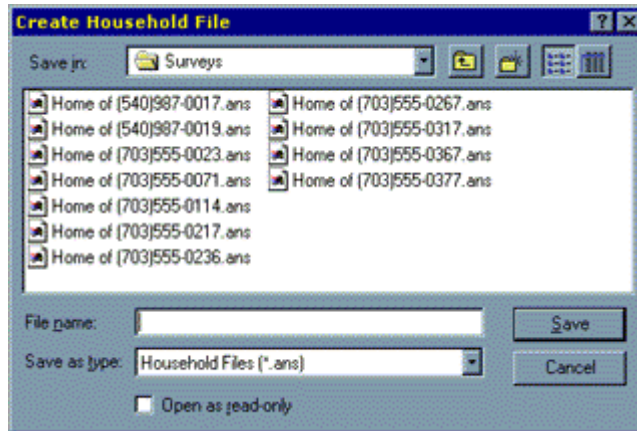 Create Household File
Save in: Surveys
Home of (540)987-0017.ans
Home of (540)987-0019.ans
Home of (703)555-0023.ans
Home of (703)555-0071.ans
Home of (703)555-0114.ans
Home of (703)555-0217.ans
Home of (703)555-0236.ans
Home of (703)555-0267.ans
Home of (703)555-0317.ans
Home of (703)555-0367.ans
Home of (703)555-0377.ans
File name:
Save
Save as type: Household Files (*.ans)
Cancel
Open as read-only